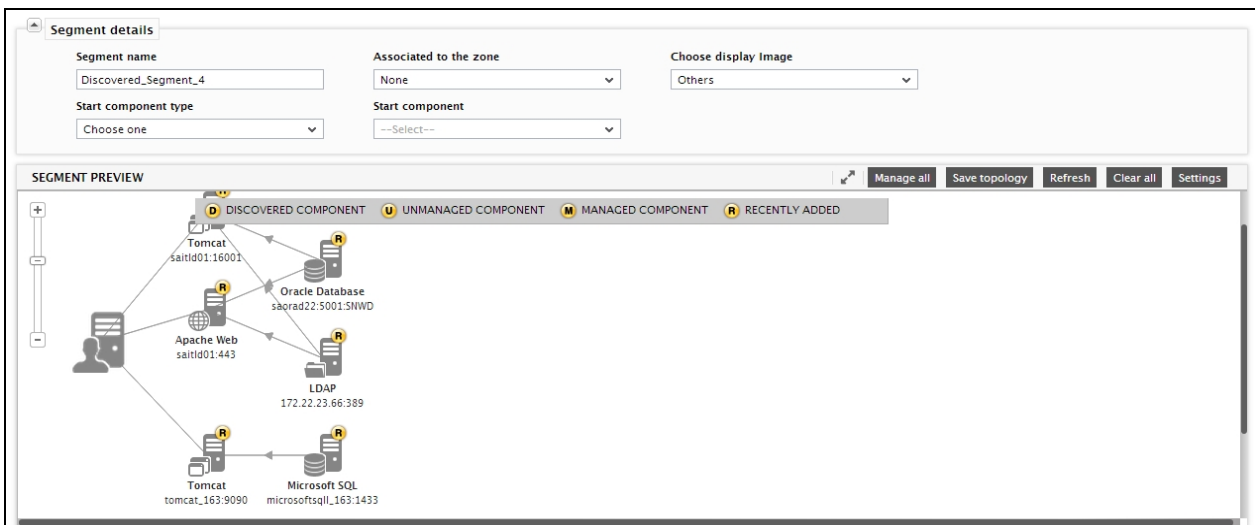 Segment details
Segment name
Associated to the zone
Choose display Image
Discovered_Segment_4
None
Others
Start component type
Start component
Choose one
--Select--
SEGMENT PREVIEW
Manage all
Save topology
Refresh
Clear all
Settings
D DISCOVERED COMPONENT
U UNMANAGED COMPONENT
M MANAGED COMPONENT
R RECENTLY ADDED
Tomcat
saitld01:16001
R
Oracle Database
saorad22:5001:SNWD
R
Apache Web
saitld01:443
R
LDAP
172.22.23.66:389
R
Tomcat
tomcat_163:9090
R
Microsoft SQL
microsoftsqll_163:1433